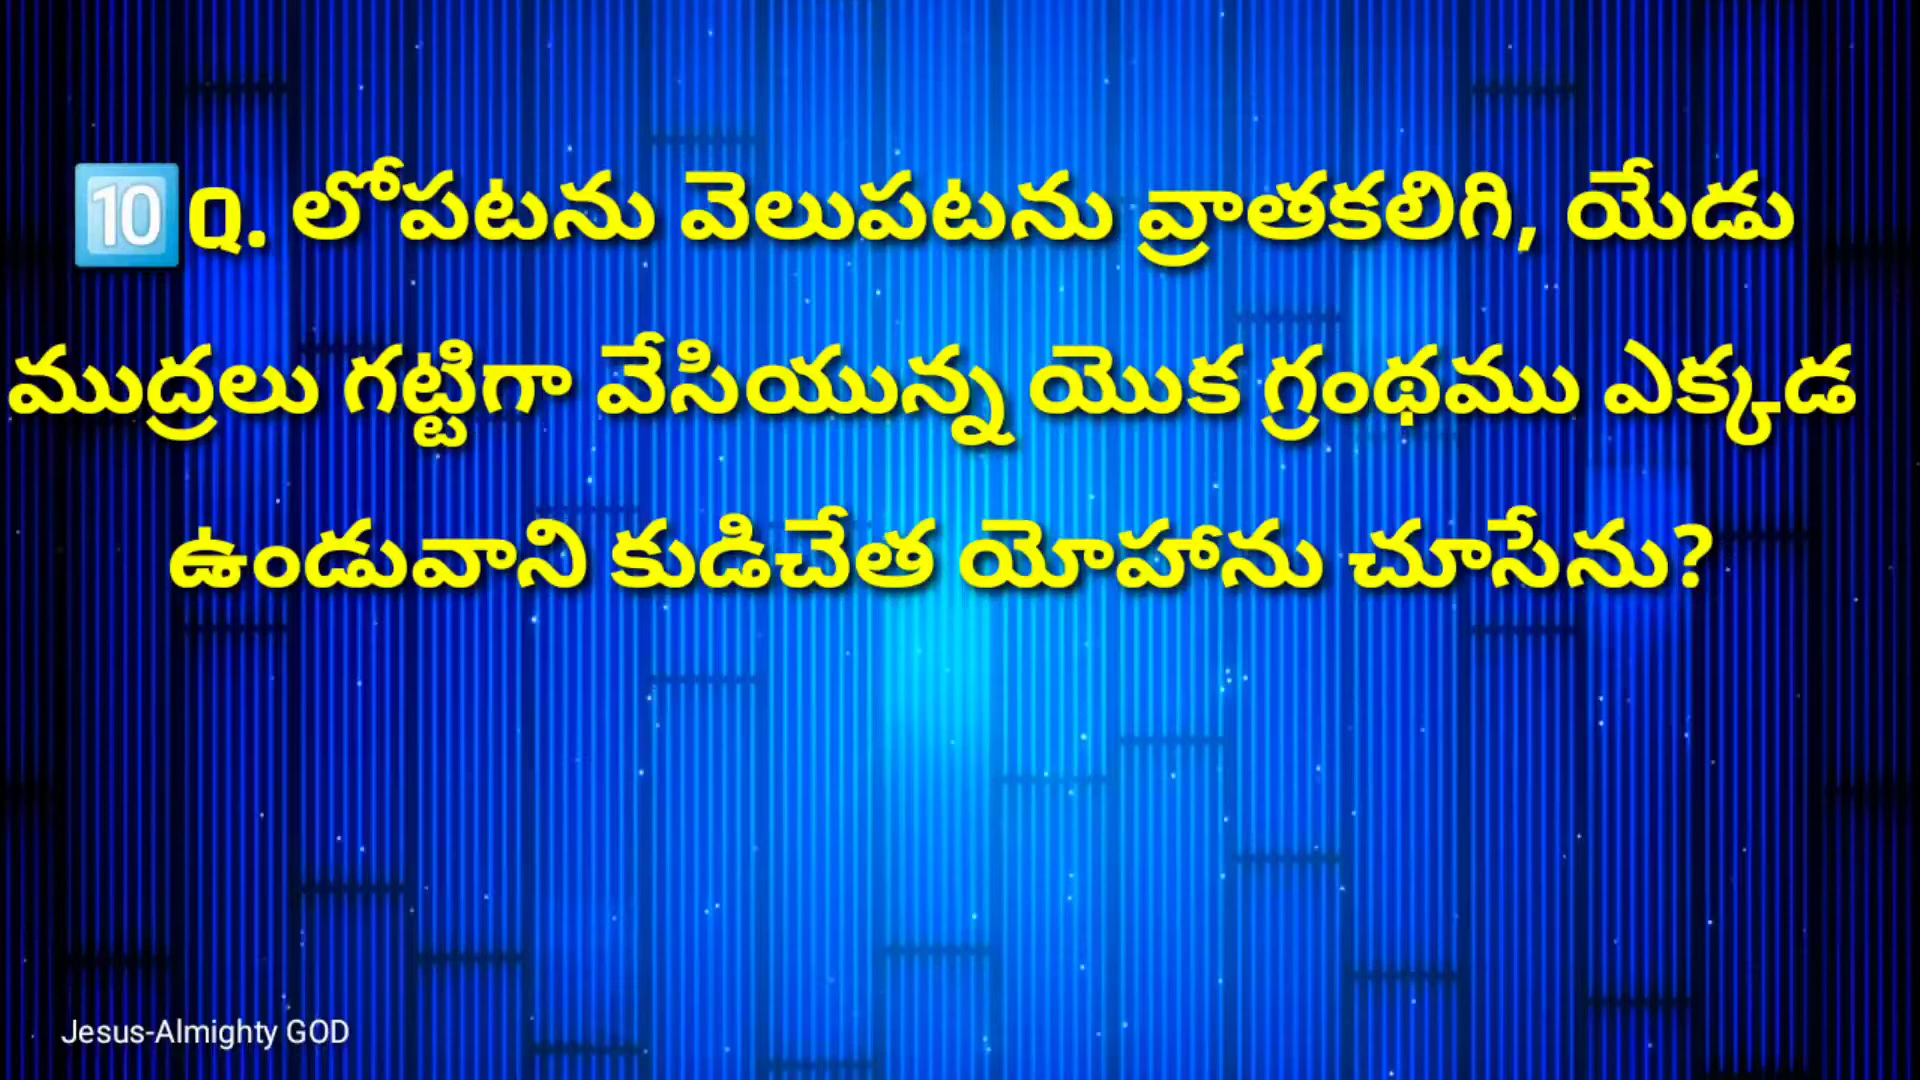 🔟Q. లోపటను వెలుపటను వ్రాతకలిగి, యేడు
ముద్రలు గట్టిగా వేసియున్న యొక గ్రంథము ఎక్కడ
ఉండువాని కుడిచేత యోహాను చూసేను?
Jesus-Almighty GOD